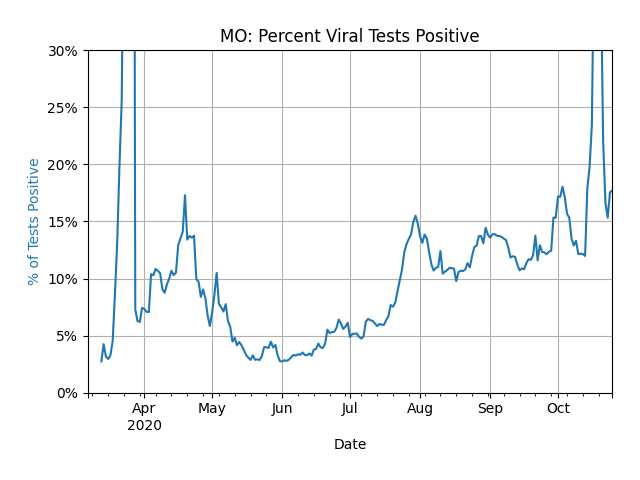 MO: Percent Viral Tests Positive
30%
25%
20%
15%
10%
5%
0%
% of Tests Positive
Apr May Jun Jul Aug Sep Oct
2020
Date